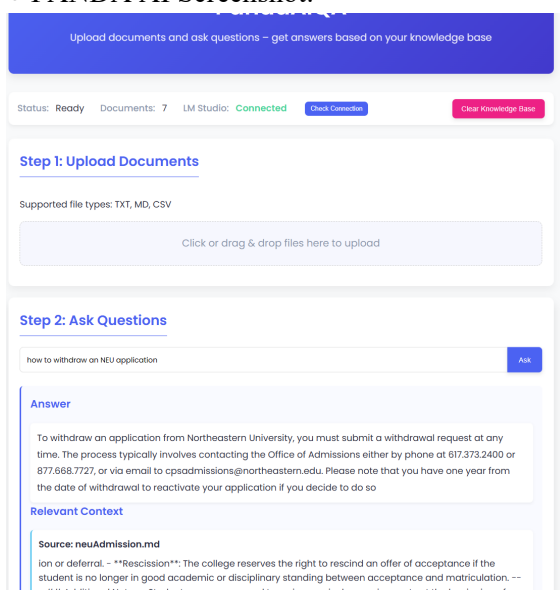 PANDA AI Screenshot:
Upload documents and ask questions – get answers based on your knowledge base
Status: Ready Documents: 7 LM Studio: Connected Check Connection Clear Knowledge Base
Step 1: Upload Documents
Supported file types: TXT, MD, CSV
Click or drag & drop files here to upload
Step 2: Ask Questions
how to withdraw an NEU application Ask
Answer
To withdraw an application from Northeastern University, you must submit a withdrawal request at any
time. The process typically involves contacting the Office of Admissions either by phone at 617.373.2400 or
877.668.7727, or via email to cpsadmissions@northeastern.edu. Please note that you have one year from
the date of withdrawal to reactivate your application if you decide to do so
Relevant Context
Source: neuAdmission.md
ion or deferral. - **Rescission**: The college reserves the right to rescind an offer of acceptance if the
student is no longer in good academic or disciplinary standing between acceptance and matriculation. --